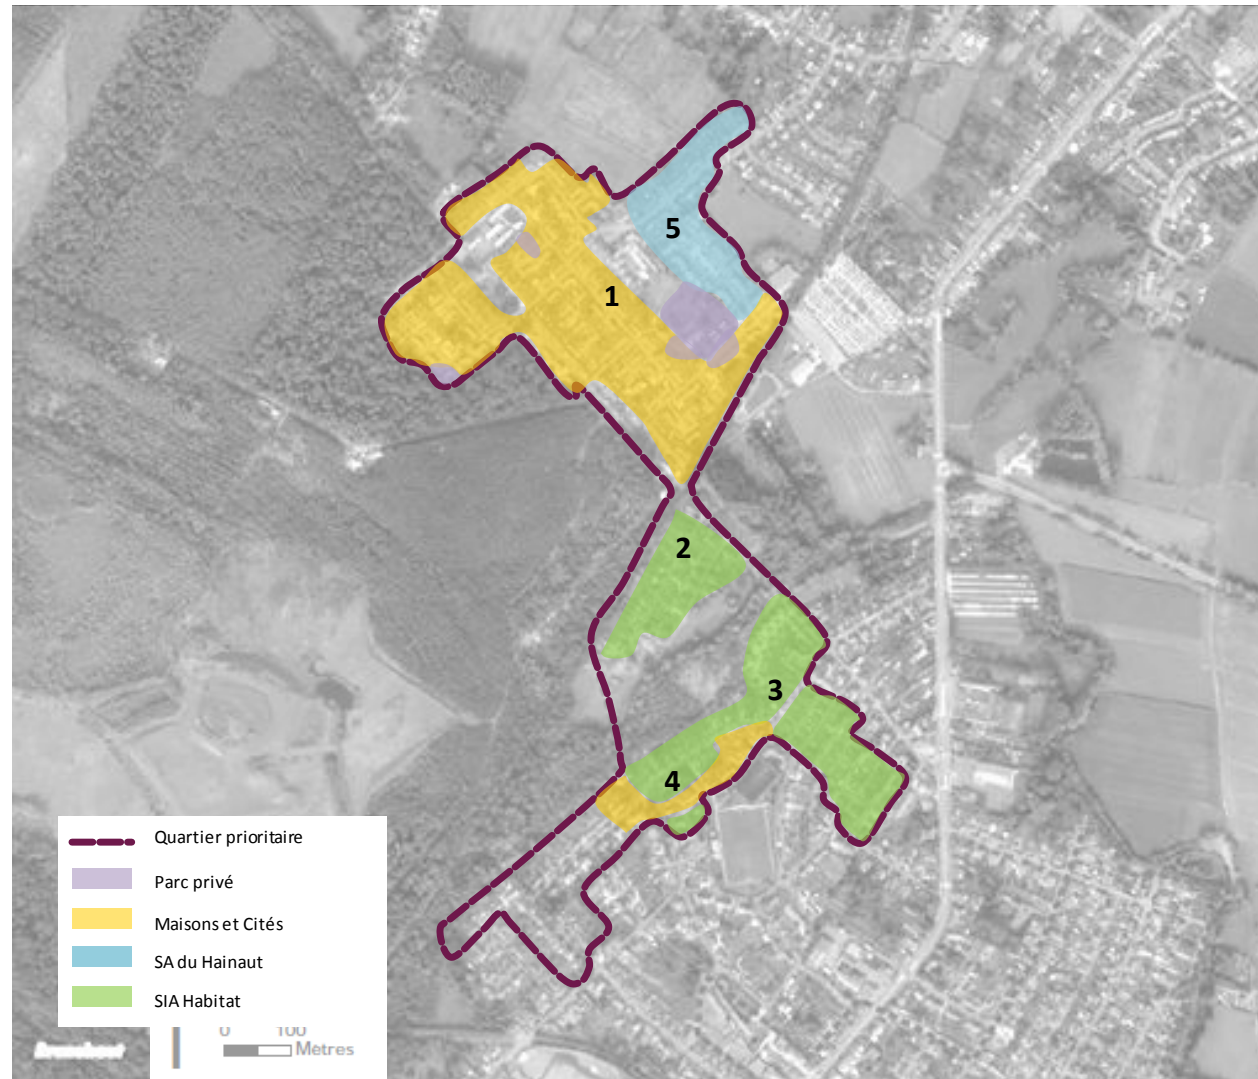 5
1
2
3
4
Quartier prioritaire
Parc privé
Maisons et Cités
SA du Hainaut
SIA Habitat
0 100
Mètres